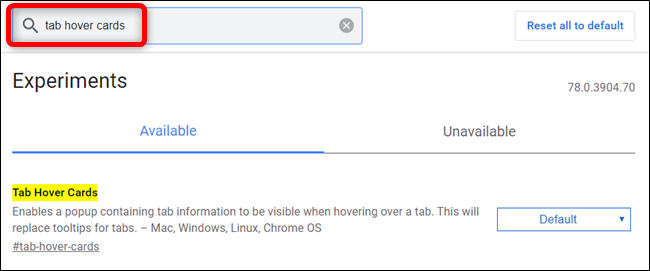 tab hover cards
Reset all to default
Experiments
78.0.3904.70
Available
Unavailable
Tab Hover Cards
Enables a popup containing tab information to be visible when hovering over a tab. This will
replace tooltips for tabs. – Mac, Windows, Linux, Chrome OS
#tab-hover-cards
Default